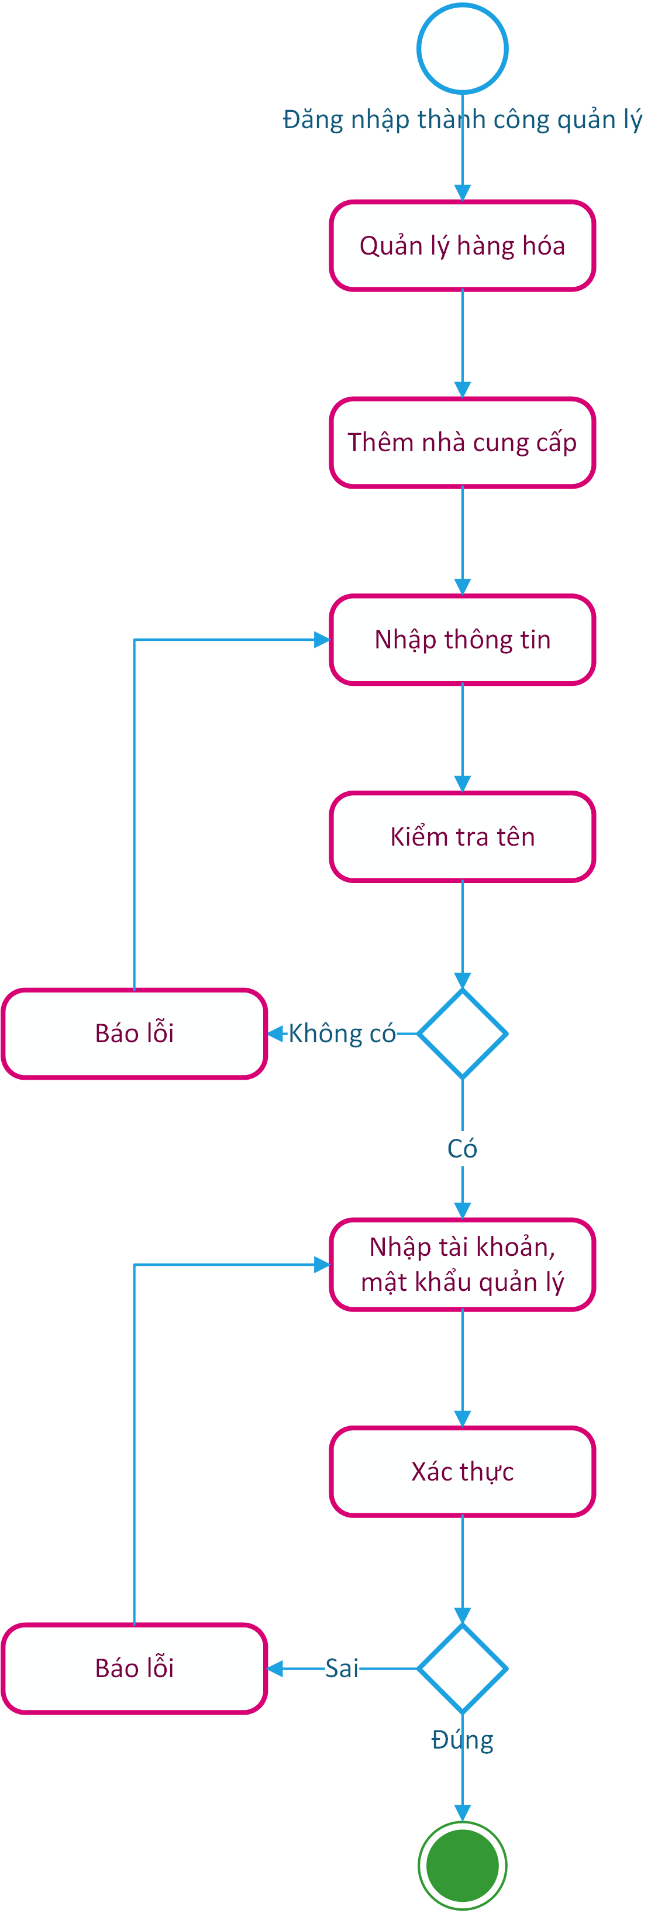 Đăng nhập thành công quản lý
Quản lý hàng hóa
Thêm nhà cung cấp
Nhập thông tin
Kiểm tra tên
Báo lỗi
Không có
Có
Nhập tài khoản,
mật khẩu quản lý
Xác thực
Báo lỗi
Sai
Đúng